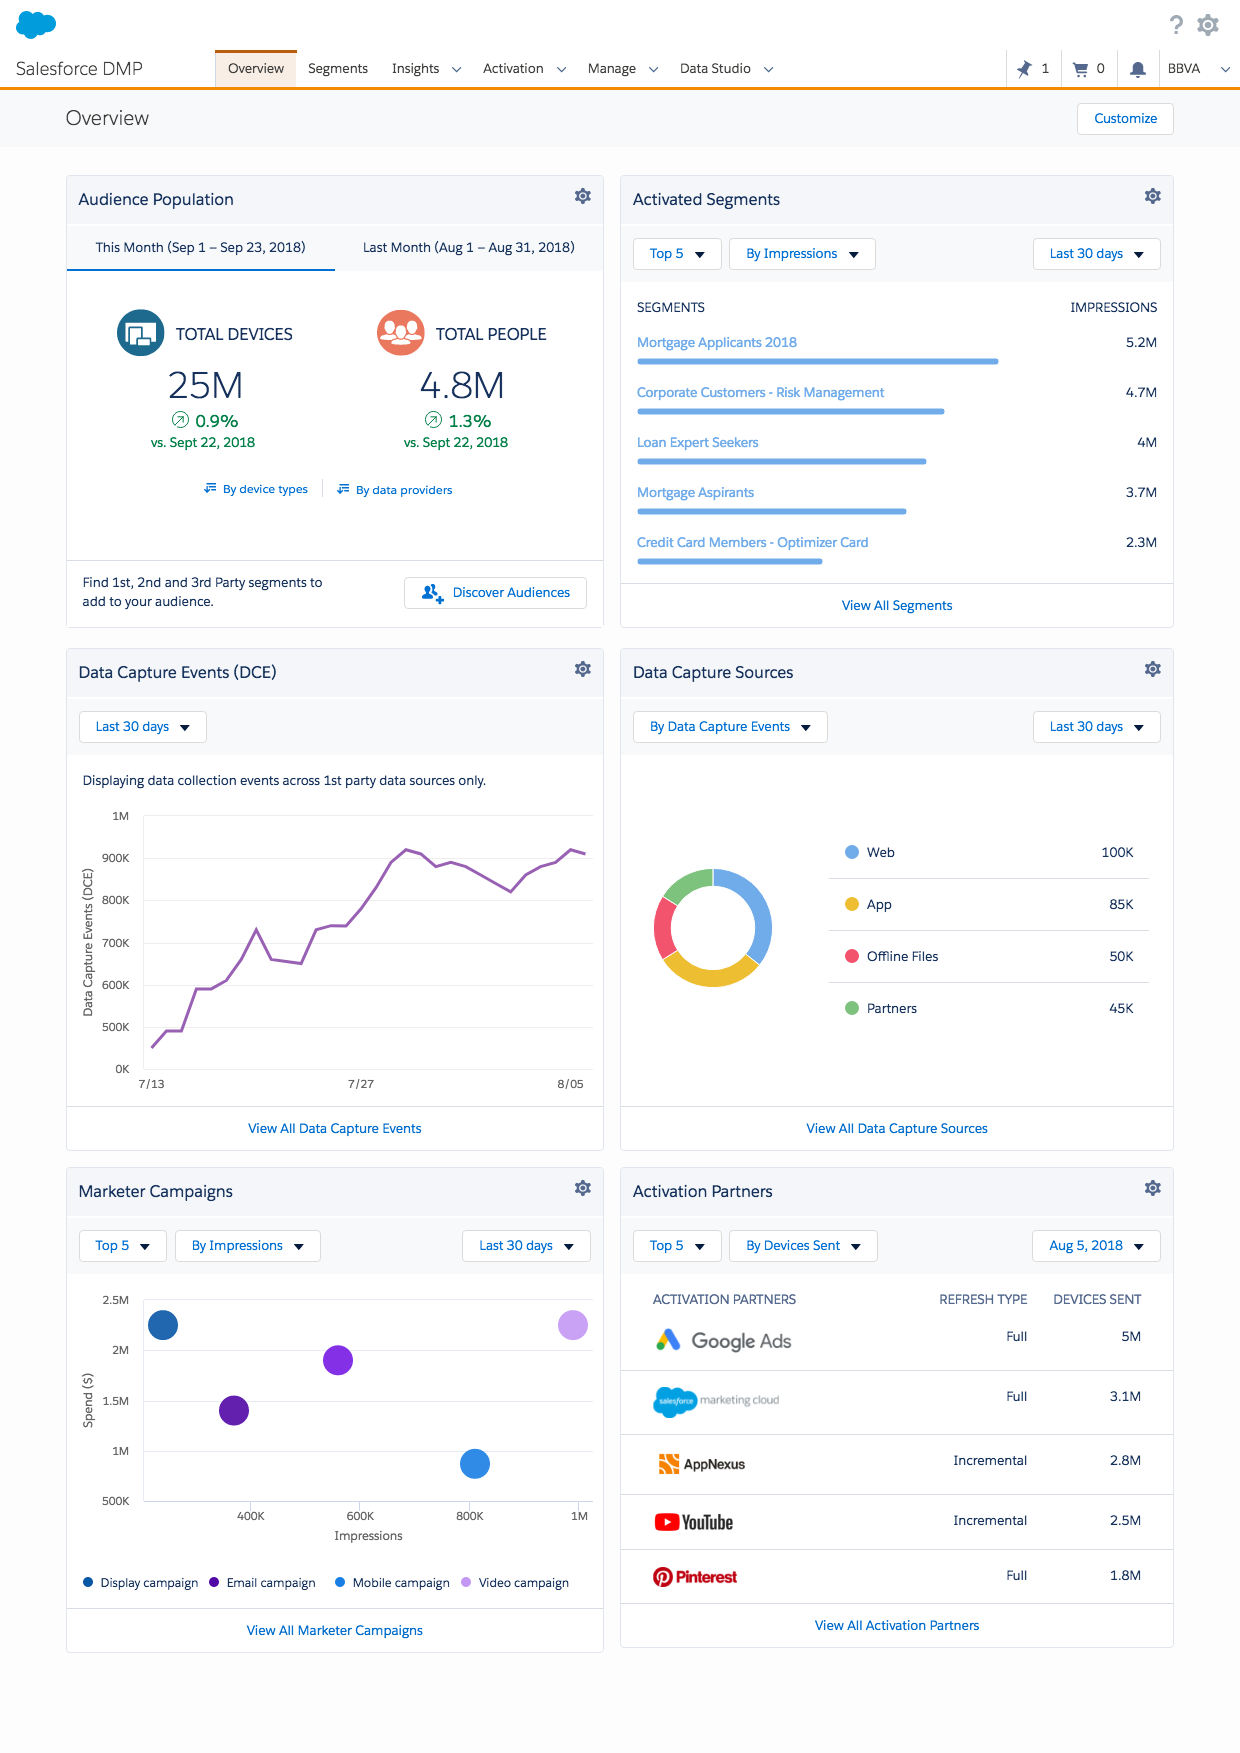 ?
Salesforce DMP
Overview
Segments
Insights
Activation
Manage
Data Studio
1
0
BBVA
Overview
Customize
Audience Population
This Month (Sep 1 – Sep 23, 2018)
Last Month (Aug 1 – Aug 31, 2018)
TOTAL DEVICES
25M
0.9%
vs. Sept 22, 2018
TOTAL PEOPLE
4.8M
1.3%
vs. Sept 22, 2018
By device types
By data providers
Find 1st, 2nd and 3rd Party segments to
add to your audience.
Discover Audiences
Activated Segments
Top 5
By Impressions
Last 30 days
SEGMENTS IMPRESSIONS
Mortgage Applicants 2018 5.2M
Corporate Customers - Risk Management 4.7M
Loan Expert Seekers 4M
Mortgage Aspirants 3.7M
Credit Card Members - Optimizer Card 2.3M
View All Segments
Data Capture Events (DCE)
Last 30 days
Displaying data collection events across 1st party data sources only.
Data Capture Events (DCE)
1M
900K
800K
700K
600K
500K
0K
7/13 7/27 8/05
View All Data Capture Events
Data Capture Sources
By Data Capture Events
Last 30 days
Web 100K
App 85K
Offline Files 50K
Partners 45K
View All Data Capture Sources
Marketer Campaigns
Top 5
By Impressions
Last 30 days
Spend ($)
2.5M
2M
1.5M
1M
500K
400K 600K 800K 1M
Impressions
Display campaign Email campaign Mobile campaign Video campaign
View All Marketer Campaigns
Activation Partners
Top 5
By Devices Sent
Aug 5, 2018
ACTIVATION PARTNERS REFRESH TYPE DEVICES SENT
Google Ads Full 5M
salesforce marketing cloud Full 3.1M
AppNexus Incremental 2.8M
YouTube Incremental 2.5M
Pinterest Full 1.8M
View All Activation Partners